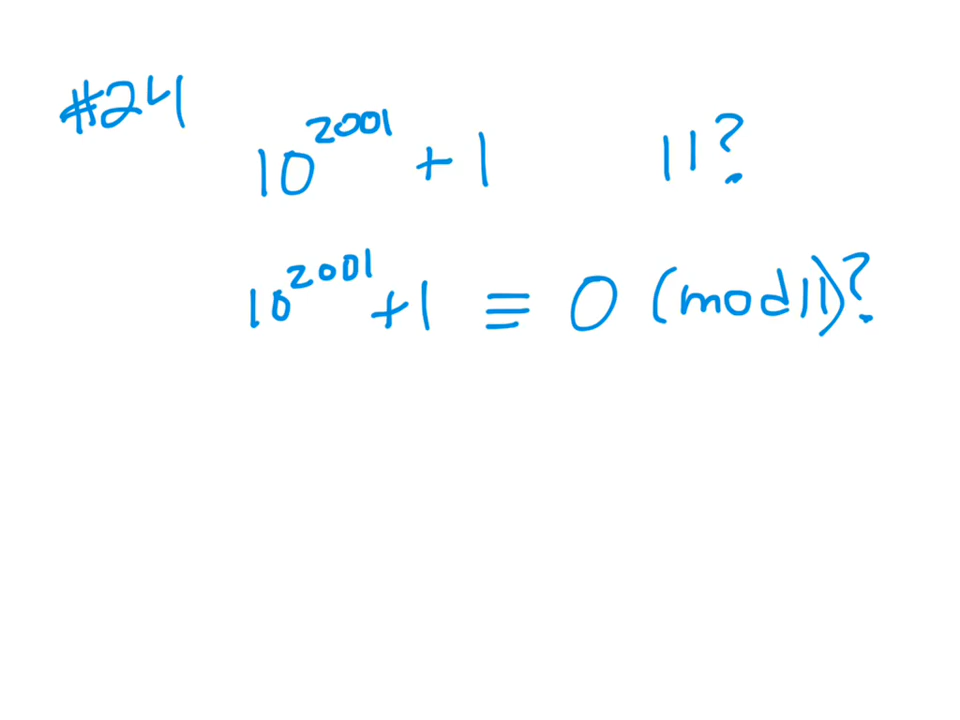 #24
10^2001 + 1 11?
10^2001 + 1 ≡ 0 (mod 11)?